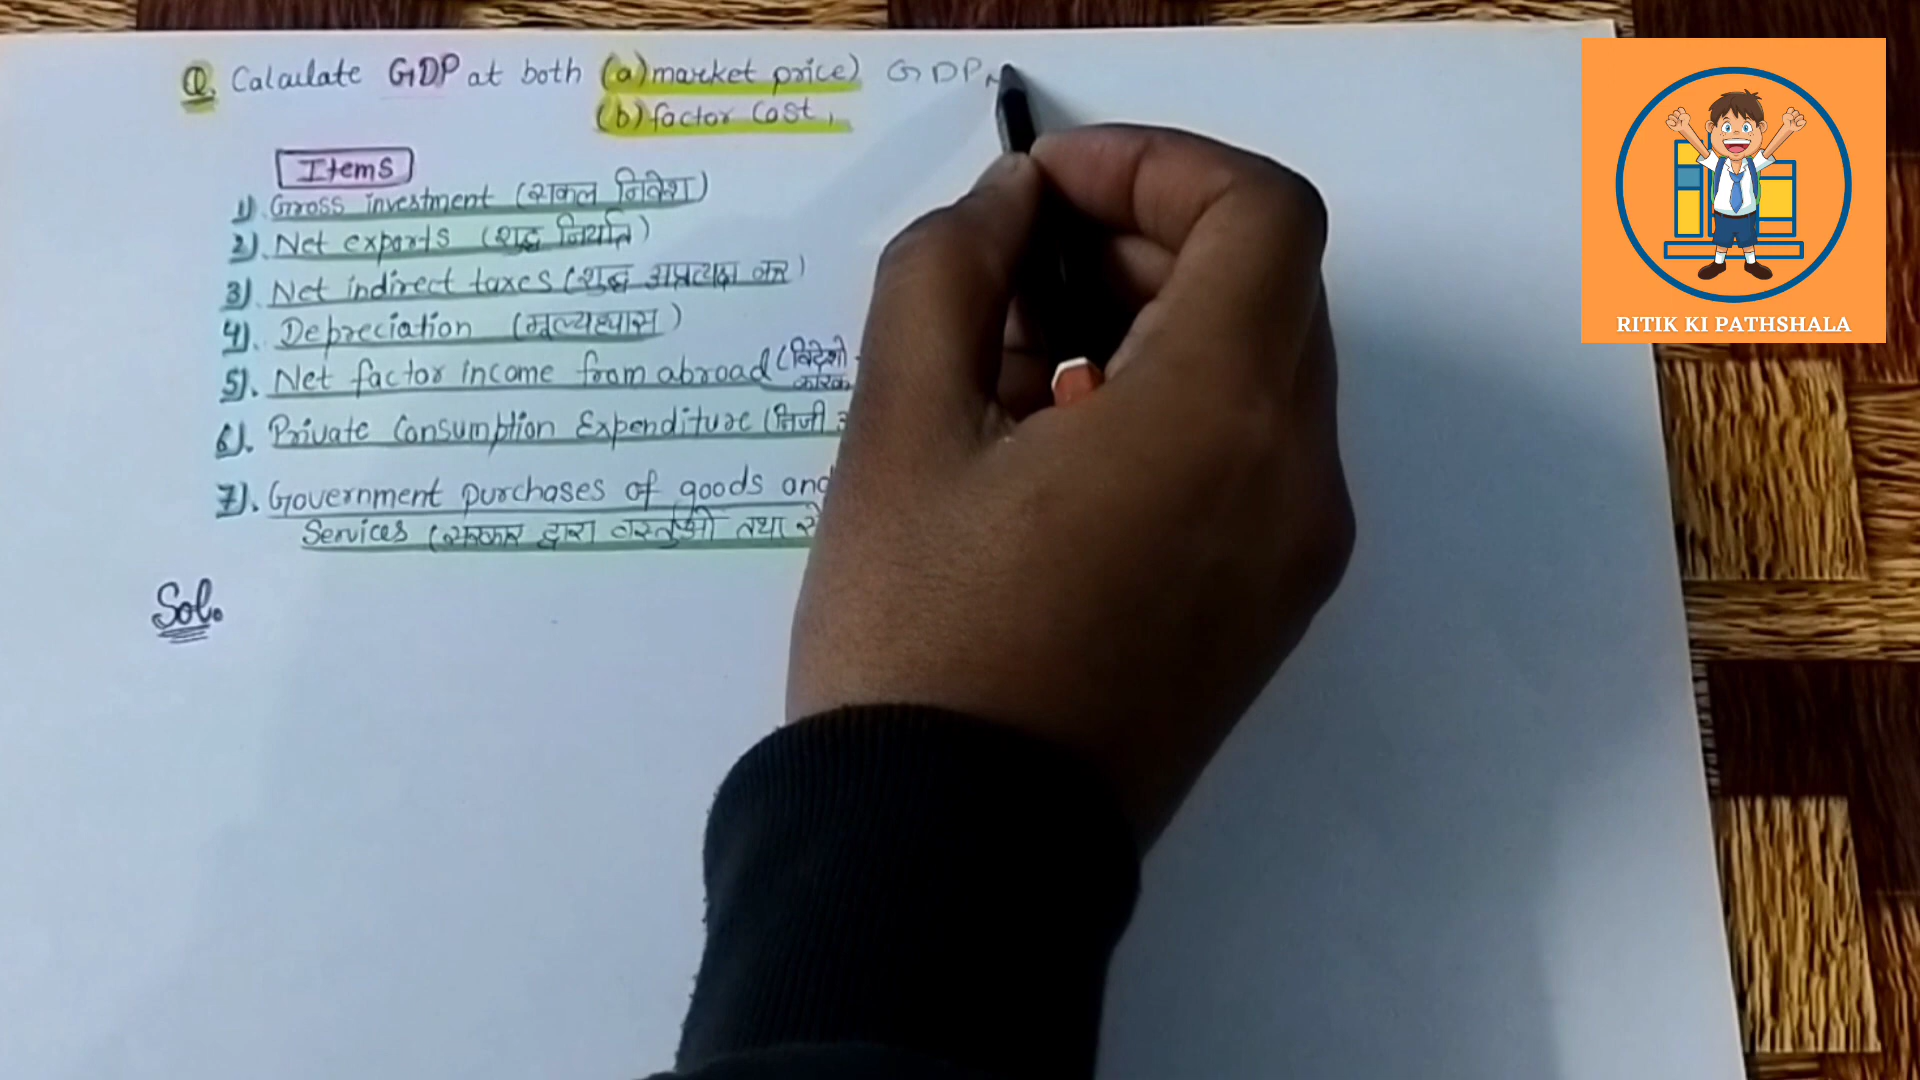 Q. Calculate GDP at both (a) market price) GDP
(b) factor Cost,
Items
1). Gross investment (सकल निवेश)
2). Net exports (शुद्ध निर्यात)
3). Net indirect taxes (शुद्ध अप्रत्यक्ष कर)
4). Depreciation (मूल्यह्रास)
5). Net factor income from abroad (विदेशो
कारक
6). Private Consumption Expenditure (निजी
7). Government purchases of goods and
Services (सरकार द्वारा वस्तुओं तथा
Sol.
RITIK KI PATHSHALA